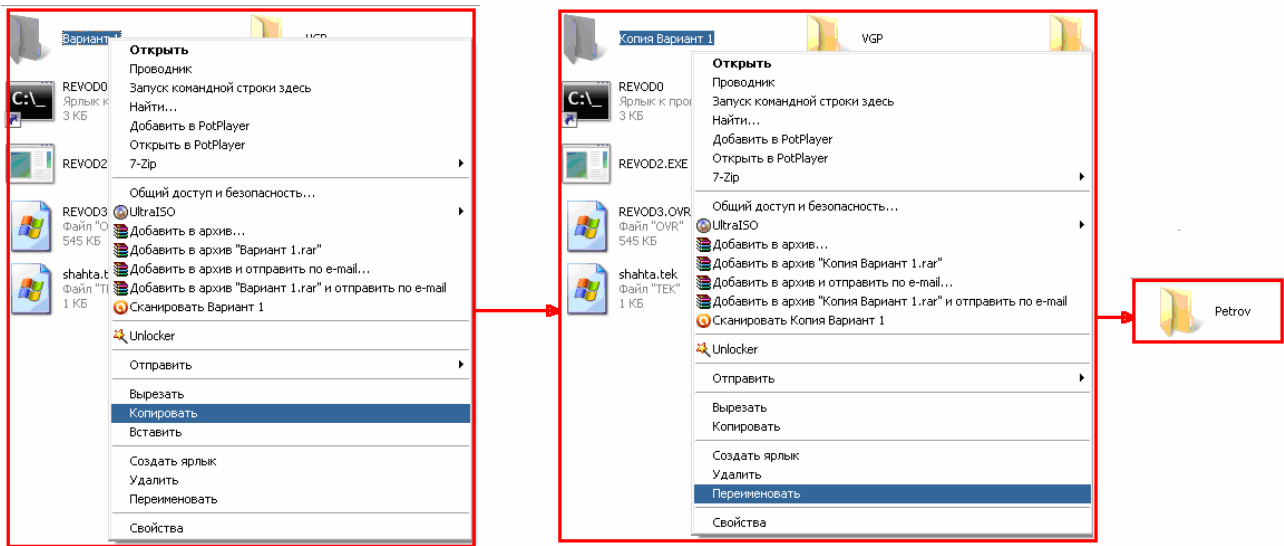 Вариант 1
Открыть
Проводник
REVOD0
Запуск командной строки здесь
Ярлык к
Найти...
3 КБ
Добавить в PotPlayer
Открыть в PotPlayer
REVOD2
7-Zip
Общий доступ и безопасность...
REVOD3
UltraISO
Файл "O
Добавить в архив...
545 КБ
Добавить в архив "Вариант 1.rar"
shahta.t
Добавить в архив и отправить по e-mail...
Файл "TE
Добавить в архив "Вариант 1.rar" и отправить по e-mail
1 КБ
Сканировать Вариант 1
Unlocker
Отправить
Вырезать
Копировать
Вставить
Создать ярлык
Удалить
Переименовать
Свойства
Копия Вариант 1
VGP
Открыть
Проводник
REVOD0
Запуск командной строки здесь
Ярлык к про
Найти...
3 КБ
Добавить в PotPlayer
Открыть в PotPlayer
REVOD2.EXE
7-Zip
Общий доступ и безопасность...
REVOD3.OVR
UltraISO
Файл "OVR"
Добавить в архив...
545 КБ
Добавить в архив "Копия Вариант 1.rar"
shahta.tek
Добавить в архив и отправить по e-mail...
Файл "TEK"
Добавить в архив "Копия Вариант 1.rar" и отправить по e-mail
1 КБ
Сканировать Копия Вариант 1
Unlocker
Отправить
Вырезать
Копировать
Создать ярлык
Удалить
Переименовать
Свойства
Petrov